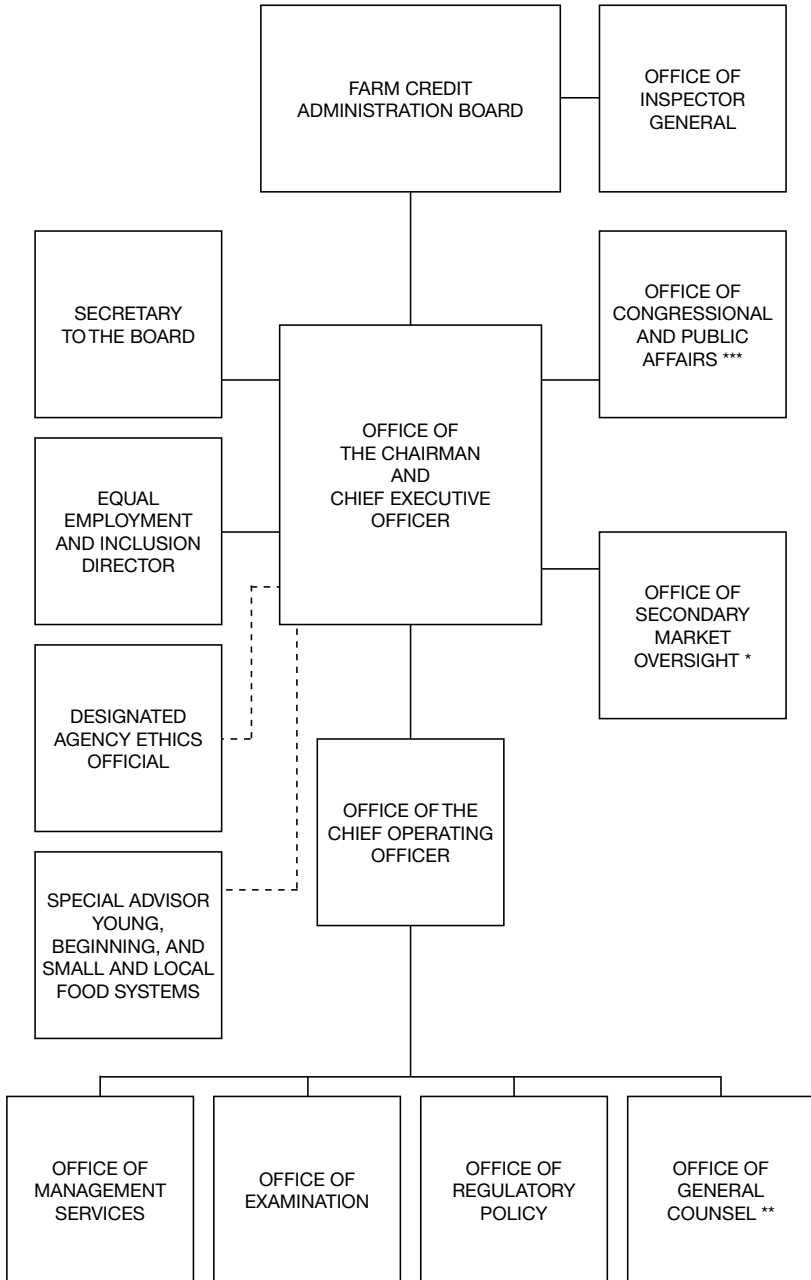 FARM CREDIT
ADMINISTRATION BOARD
OFFICE OF
INSPECTOR
GENERAL
SECRETARY
TO THE BOARD
OFFICE OF
CONGRESSIONAL
AND PUBLIC
AFFAIRS ***
OFFICE OF
THE CHAIRMAN
AND
CHIEF EXECUTIVE
OFFICER
EQUAL
EMPLOYMENT
AND INCLUSION
DIRECTOR
OFFICE OF
SECONDARY
MARKET
OVERSIGHT *
DESIGNATED
AGENCY ETHICS
OFFICIAL
OFFICE OF THE
CHIEF OPERATING
OFFICER
SPECIAL ADVISOR
YOUNG,
BEGINNING, AND
SMALL AND LOCAL
FOOD SYSTEMS
OFFICE OF
MANAGEMENT
SERVICES
OFFICE OF
EXAMINATION
OFFICE OF
REGULATORY
POLICY
OFFICE OF
GENERAL
COUNSEL **